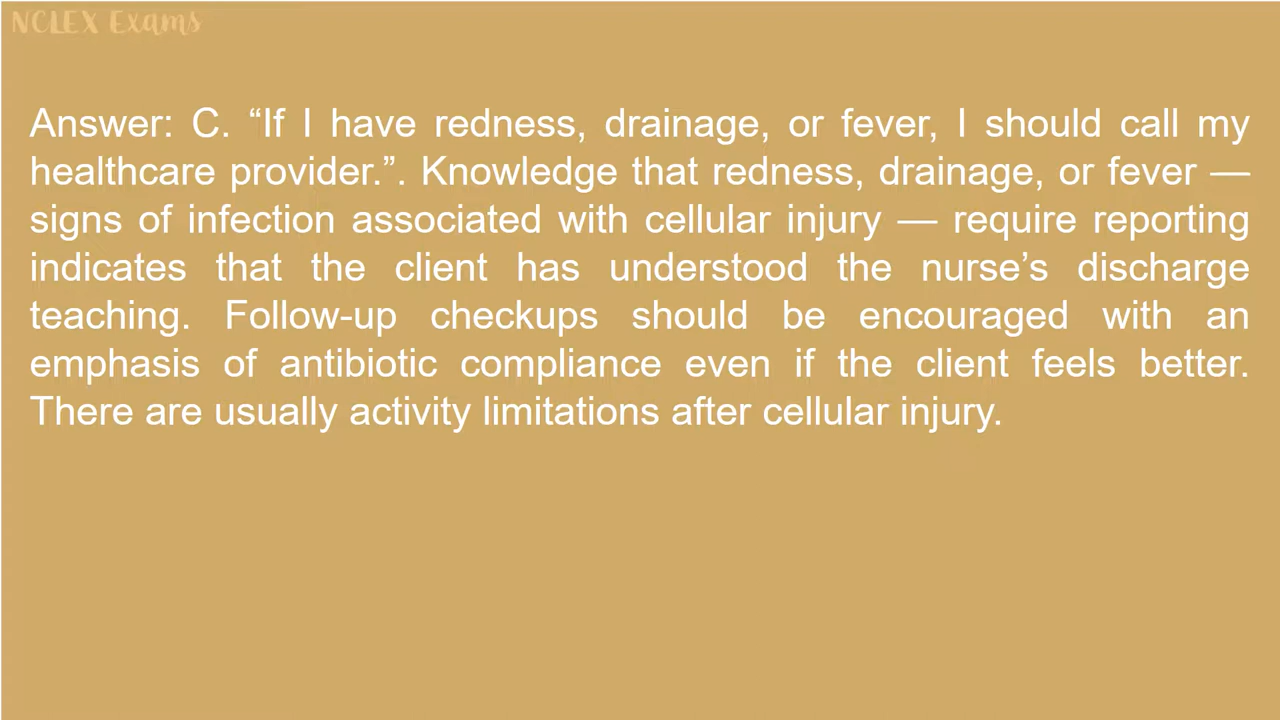 NCLEX Exams
Answer: C. “If I have redness, drainage, or fever, I should call my
healthcare provider.”. Knowledge that redness, drainage, or fever —
signs of infection associated with cellular injury — require reporting
indicates that the client has understood the nurse’s discharge
teaching. Follow-up checkups should be encouraged with an
emphasis of antibiotic compliance even if the client feels better.
There are usually activity limitations after cellular injury.